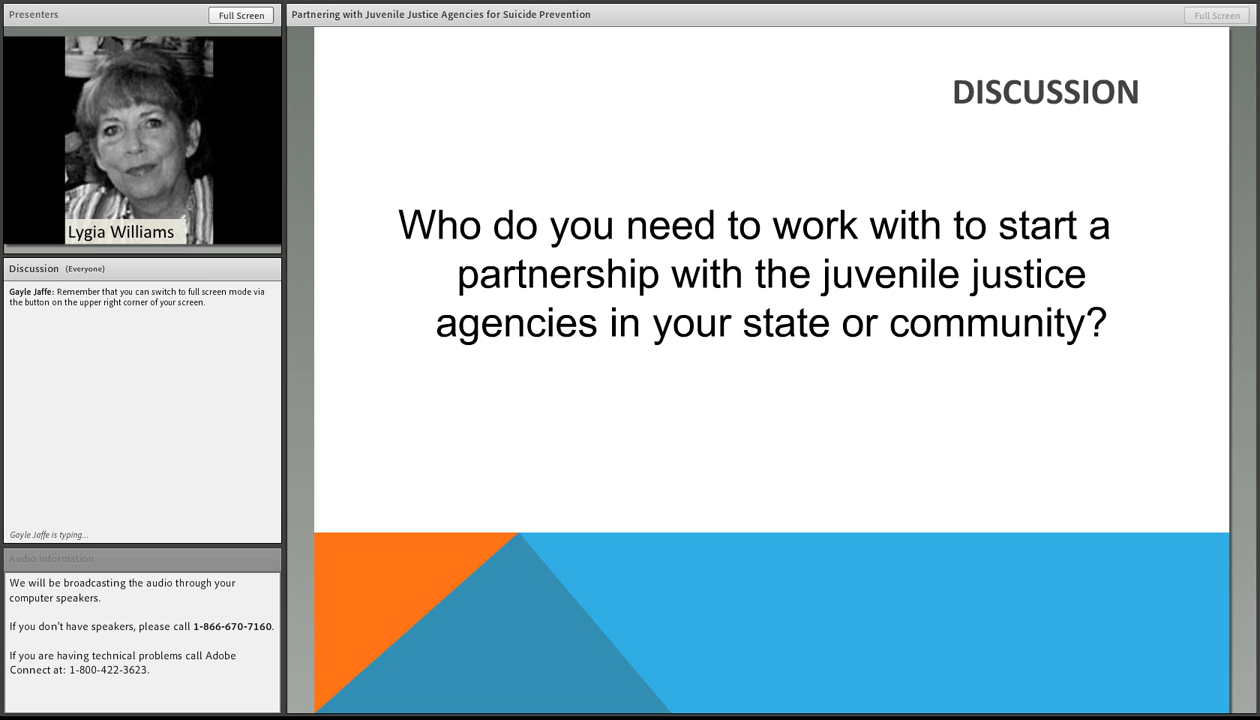 Presenters
Full Screen
Lygia Williams
Discussion (Everyone)
Gayle Jaffe: Remember that you can switch to full screen mode via
the button on the upper right corner of your screen.
Gayle Jaffe is typing...
Audio Information
We will be broadcasting the audio through your
computer speakers.
If you don't have speakers, please call 1-866-670-7160.
If you are having technical problems call Adobe
Connect at: 1-800-422-3623.
Partnering with Juvenile Justice Agencies for Suicide Prevention
Full Screen
DISCUSSION
Who do you need to work with to start a
partnership with the juvenile justice
agencies in your state or community?